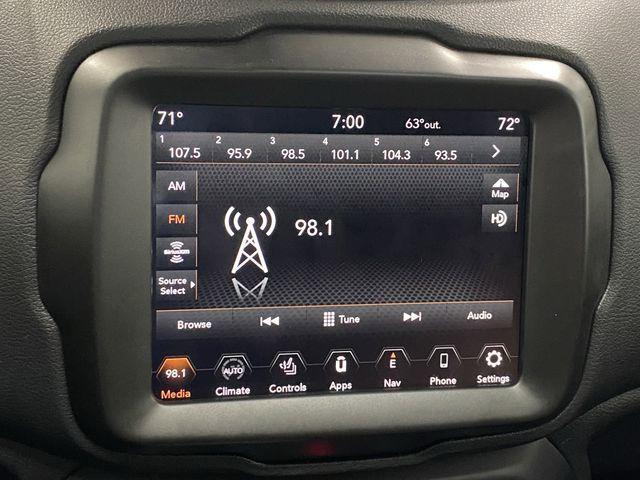 71° 7:00 63°out. 72°
1 2 3 4 5 6
107.5 95.9 98.5 101.1 104.3 93.5
AM
Map
FM
HD
98.1
SiriusXM
Source
Select
Browse Tune Audio
98.1 AUTO E
Media Climate Controls Apps Nav Phone Settings